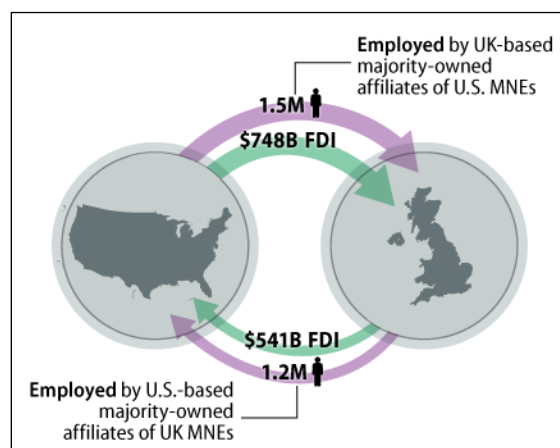 Employed by UK-based
majority-owned
affiliates of U.S. MNEs
1.5M
$748B FDI
$541B FDI
1.2M
Employed by U.S.-based
majority-owned
affiliates of UK MNEs